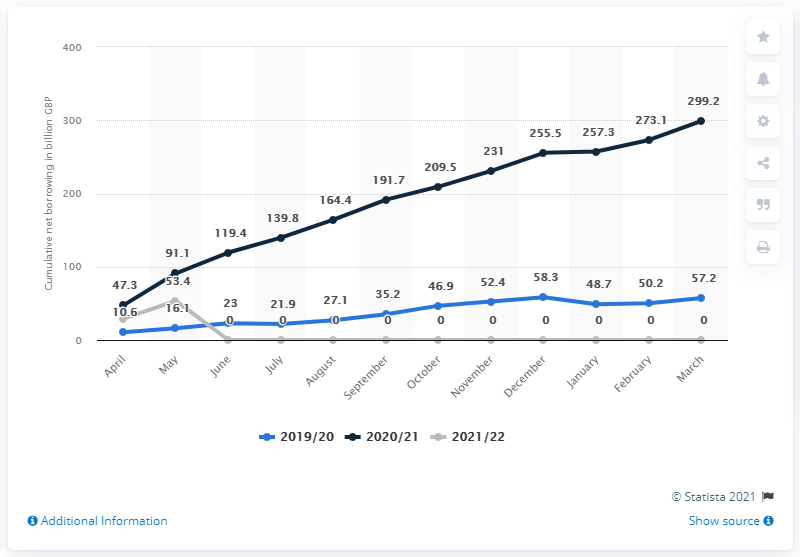 400
300
200
100
0
Cumulative net borrowing in billion GBP
47.3
91.1
119.4
139.8
164.4
191.7
209.5
231
255.5
257.3
273.1
299.2
10.6
16.1
23
21.9
27.1
35.2
46.9
52.4
58.3
48.7
50.2
57.2
53.4
0
0
0
0
0
0
0
0
0
0
April
May
June
July
August
September
October
November
December
January
February
March
2019/20
2020/21
2021/22
© Statista 2021
Additional Information
Show source